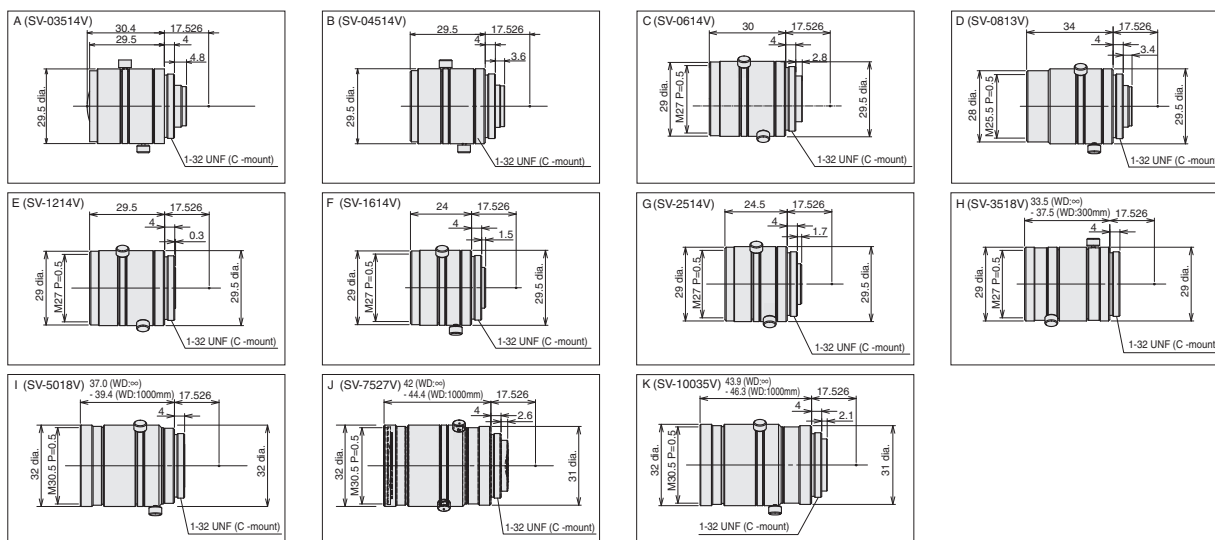 A (SV-03514V)
30.4 17.526
29.5 4
4.8
29.5 dia.
1-32 UNF (C -mount)
B (SV-04514V)
29.5 17.526
4
3.6
29.5 dia.
1-32 UNF (C -mount)
C (SV-0614V)
30 17.526
4
2.8
29 dia.
M27 P=0.5
29.5 dia.
1-32 UNF (C -mount)
D (SV-0813V)
34 17.526
4
3.4
28 dia.
M25.5 P=0.5
29.5 dia.
1-32 UNF (C -mount)
E (SV-1214V)
29.5 17.526
4
0.3
29 dia.
M27 P=0.5
29.5 dia.
1-32 UNF (C -mount)
F (SV-1614V)
24 17.526
4
1.5
29 dia.
M27 P=0.5
29.5 dia.
1-32 UNF (C -mount)
G (SV-2514V)
24.5 17.526
4
1.7
29 dia.
M27 P=0.5
29.5 dia.
1-32 UNF (C -mount)
H (SV-3518V) 33.5 (WD:∞)
- 37.5 (WD:300mm) 17.526
4
29 dia.
M27 P=0.5
29 dia.
1-32 UNF (C -mount)
I (SV-5018V) 37.0 (WD:∞)
- 39.4 (WD:1000mm) 17.526
4
32 dia.
M30.5 P=0.5
32 dia.
1-32 UNF (C -mount)
J (SV-7527V) 42 (WD:∞)
- 44.4 (WD:1000mm) 17.526
4
2.6
32 dia.
M30.5 P=0.5
31 dia.
1-32 UNF (C -mount)
K (SV-10035V) 43.9 (WD:∞)
- 46.3 (WD:1000mm) 17.526
4
2.1
32 dia.
M30.5 P=0.5
31 dia.
1-32 UNF (C -mount)